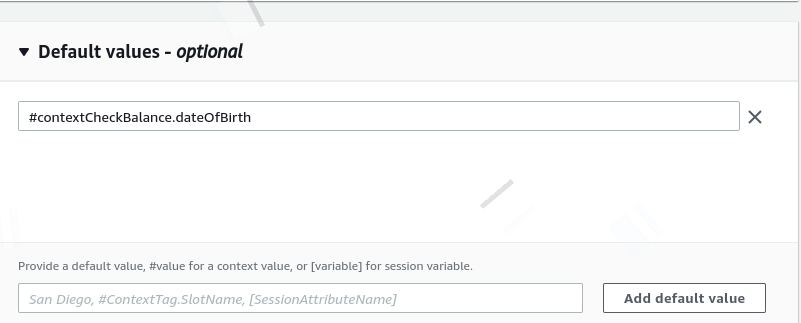 Default values - optional
#contextCheckBalance.dateOfBirth
Provide a default value, #value for a context value, or [variable] for session variable.
San Diego, #ContextTag.SlotName, [SessionAttributeName]
Add default value